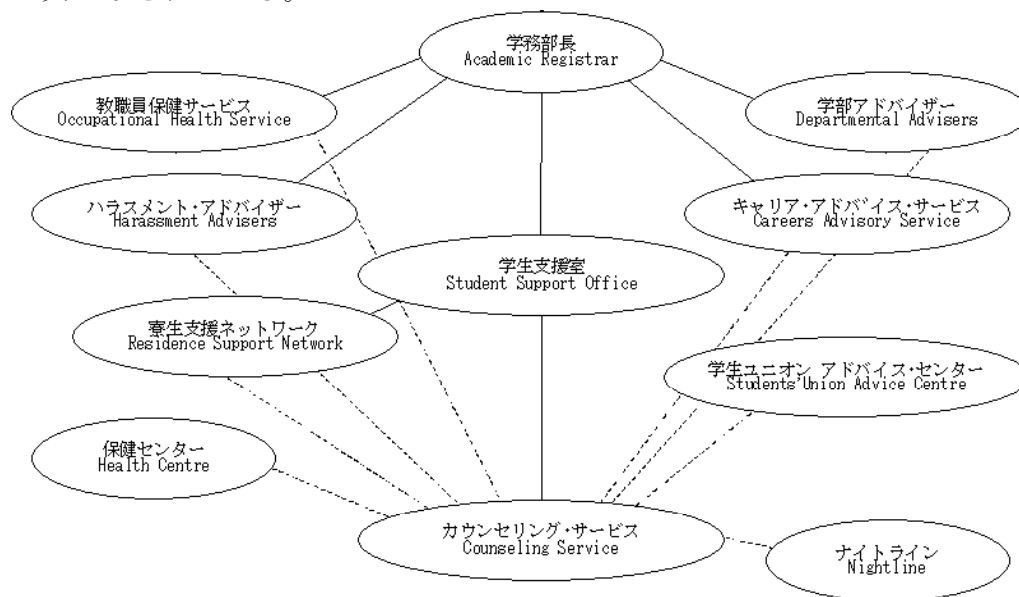 学務部長
Academic Registrar
教職員保健サービス
Occupational Health Service
学部アドバイザー
Departmental Advisers
ハラスメント・アドバイザー
Harassment Advisers
キャリア・アドバイス・サービス
Careers Advisory Service
学生支援室
Student Support Office
寮生支援ネットワーク
Residence Support Network
学生ユニオン アドバイス・センター
Students'Union Advice Centre
保健センター
Health Centre
カウンセリング・サービス
Counseling Service
ナイトライン
Nightline